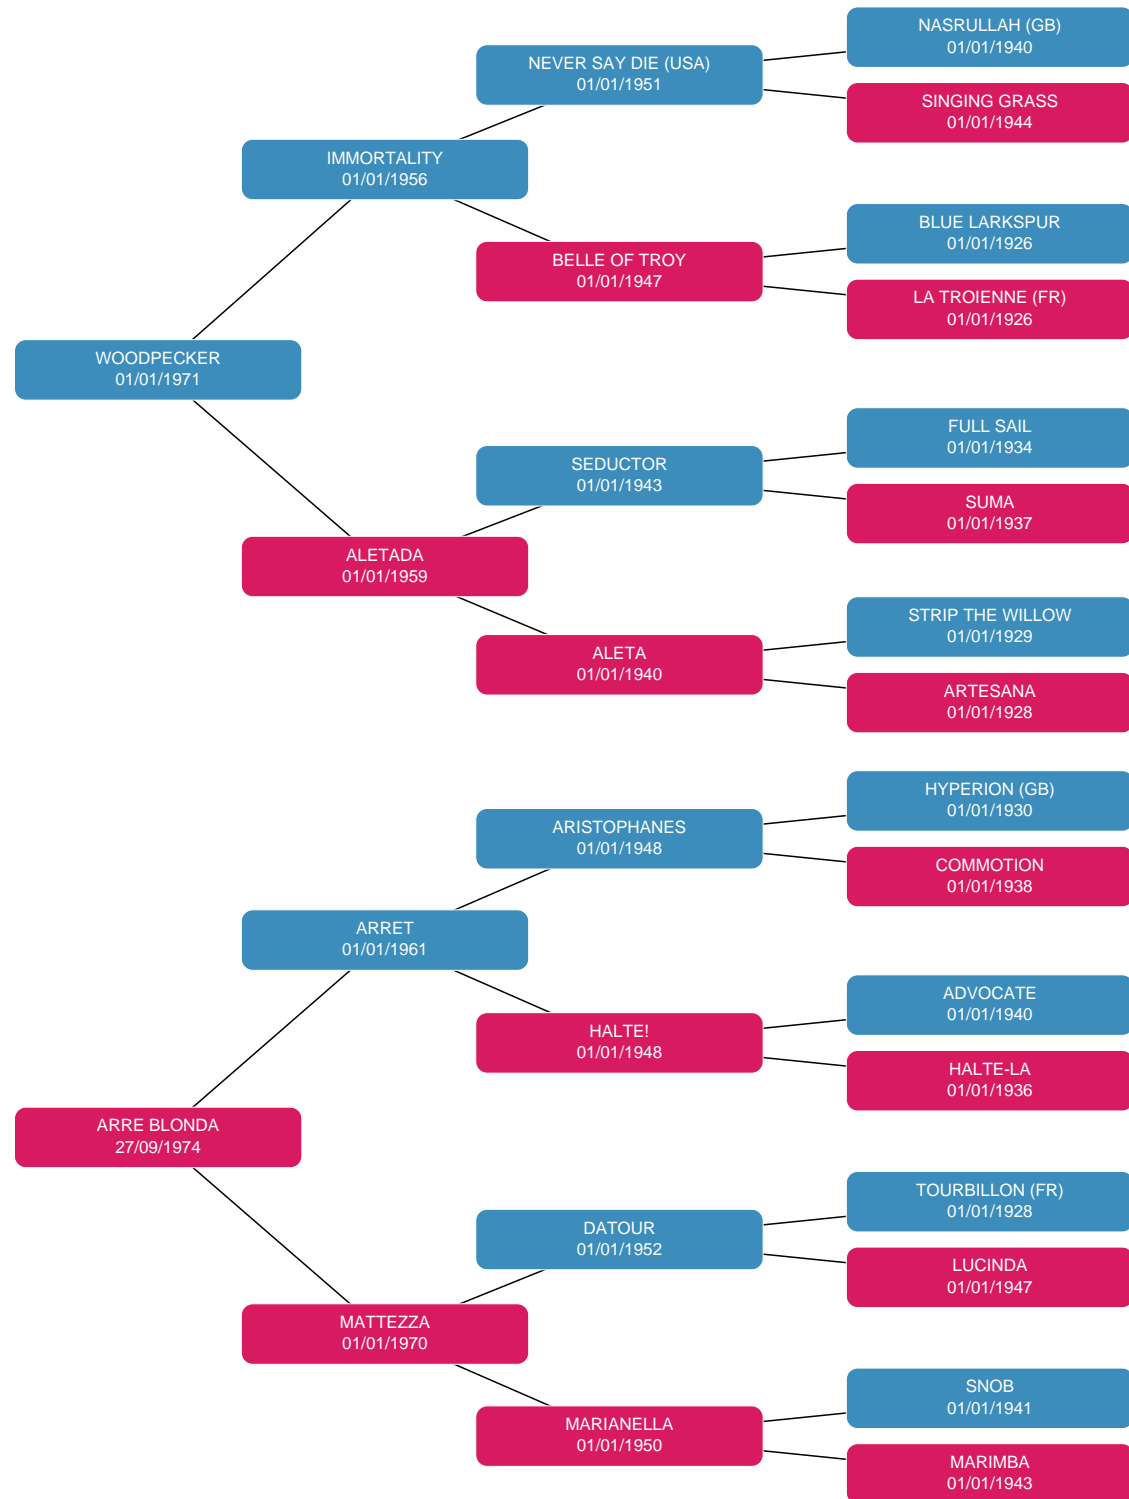 NASRULLAH (GB)
01/01/1940
NEVER SAY DIE (USA)
01/01/1951
SINGING GRASS
01/01/1944
IMMORTALITY
01/01/1956
BLUE LARKSPUR
01/01/1926
BELLE OF TROY
01/01/1947
LA TROIENNE (FR)
01/01/1926
WOODPECKER
01/01/1971
FULL SAIL
01/01/1934
SEDUCTOR
01/01/1943
SUMA
01/01/1937
ALETADA
01/01/1959
STRIP THE WILLOW
01/01/1929
ALETA
01/01/1940
ARTESANA
01/01/1928
HYPERION (GB)
01/01/1930
ARISTOPHANES
01/01/1948
COMMOTION
01/01/1938
ARRET
01/01/1961
ADVOCATE
01/01/1940
HALTE!
01/01/1948
HALTE-LA
01/01/1936
ARRE BLONDA
27/09/1974
TOURBILLON (FR)
01/01/1928
DATOUR
01/01/1952
LUCINDA
01/01/1947
MATTEZZA
01/01/1970
SNOB
01/01/1941
MARIANELLA
01/01/1950
MARIMBA
01/01/1943